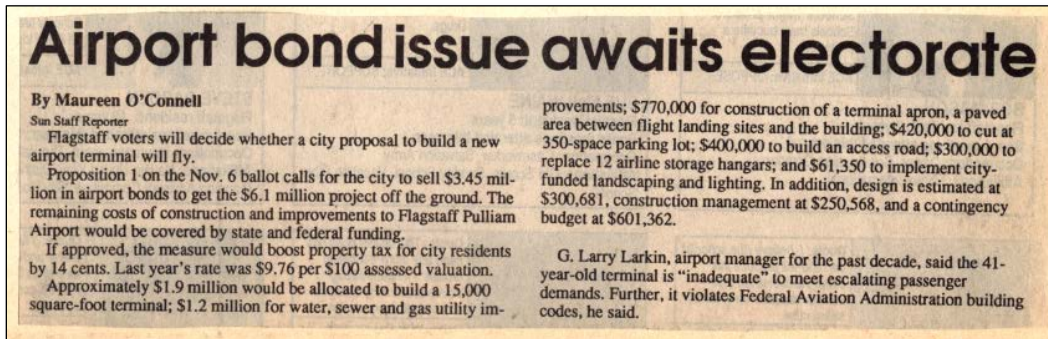 Airport bond issue awaits electorate
By Maureen O'Connell
Sun Staff Reporter
Flagstaff voters will decide whether a city proposal to build a new
airport terminal will fly.
Proposition 1 on the Nov. 6 ballot calls for the city to sell $3.45 mil-
lion in airport bonds to get the $6.1 million project off the ground. The
remaining costs of construction and improvements to Flagstaff Pulliam
Airport would be covered by state and federal funding.
If approved, the measure would boost property tax for city residents
by 14 cents. Last year's rate was $9.76 per $100 assessed valuation.
Approximately $1.9 million would be allocated to build a 15,000
square-foot terminal; $1.2 million for water, sewer and gas utility im-
provements; $770,000 for construction of a terminal apron, a paved
area between flight landing sites and the building; $420,000 to cut at
350-space parking lot; $400,000 to build an access road; $300,000 to
replace 12 airline storage hangars; and $61,350 to implement city-
funded landscaping and lighting. In addition, design is estimated at
$300,681, construction management at $250,568, and a contingency
budget at $601,362.
G. Larry Larkin, airport manager for the past decade, said the 41-
year-old terminal is "inadequate" to meet escalating passenger
demands. Further, it violates Federal Aviation Administration building
codes, he said.